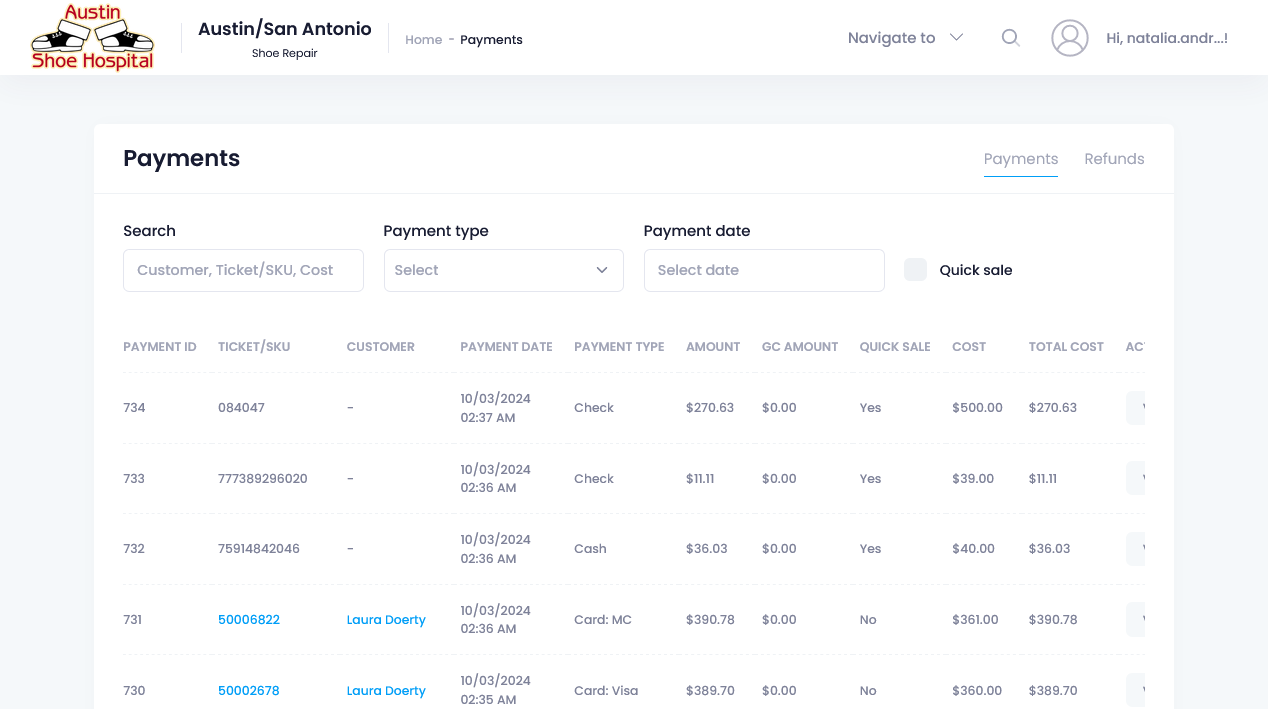 Austin
Shoe Hospital
Austin/San Antonio
Shoe Repair
Home - Payments
Navigate to
Hi, natalia.andr...!
Payments
Payments Refunds
Search Payment type Payment date
Customer, Ticket/SKU, Cost Select Select date Quick sale
PAYMENT ID TICKET/SKU CUSTOMER PAYMENT DATE PAYMENT TYPE AMOUNT GC AMOUNT QUICK SALE COST TOTAL COST
734 084047 - 10/03/2024 02:37 AM Check $270.63 $0.00 Yes $500.00 $270.63
733 777389296020 - 10/03/2024 02:36 AM Check $11.11 $0.00 Yes $39.00 $11.11
732 75914842046 - 10/03/2024 02:36 AM Cash $36.03 $0.00 Yes $40.00 $36.03
731 50006822 Laura Doerty 10/03/2024 02:36 AM Card: MC $390.78 $0.00 No $361.00 $390.78
730 50002678 Laura Doerty 10/03/2024 02:35 AM Card: Visa $389.70 $0.00 No $360.00 $389.70